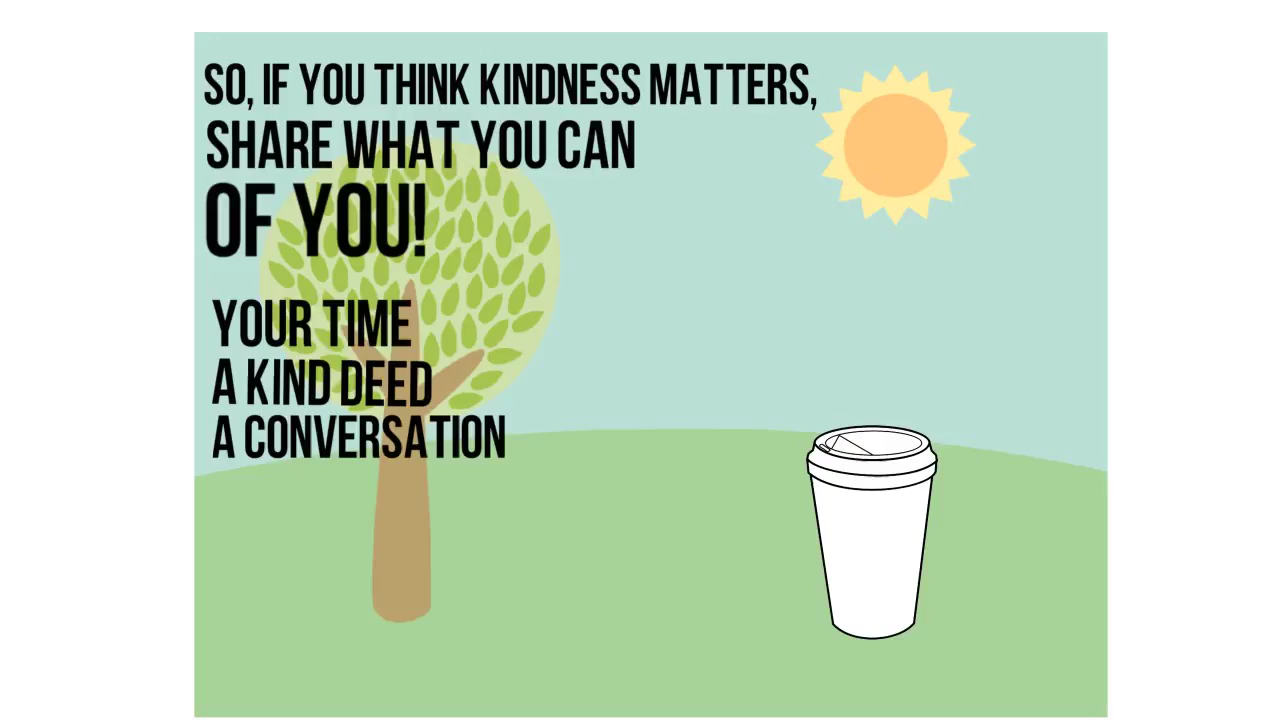 SO, IF YOU THINK KINDNESS MATTERS,
SHARE WHAT YOU CAN
OF YOU!
YOUR TIME
A KIND DEED
A CONVERSATION